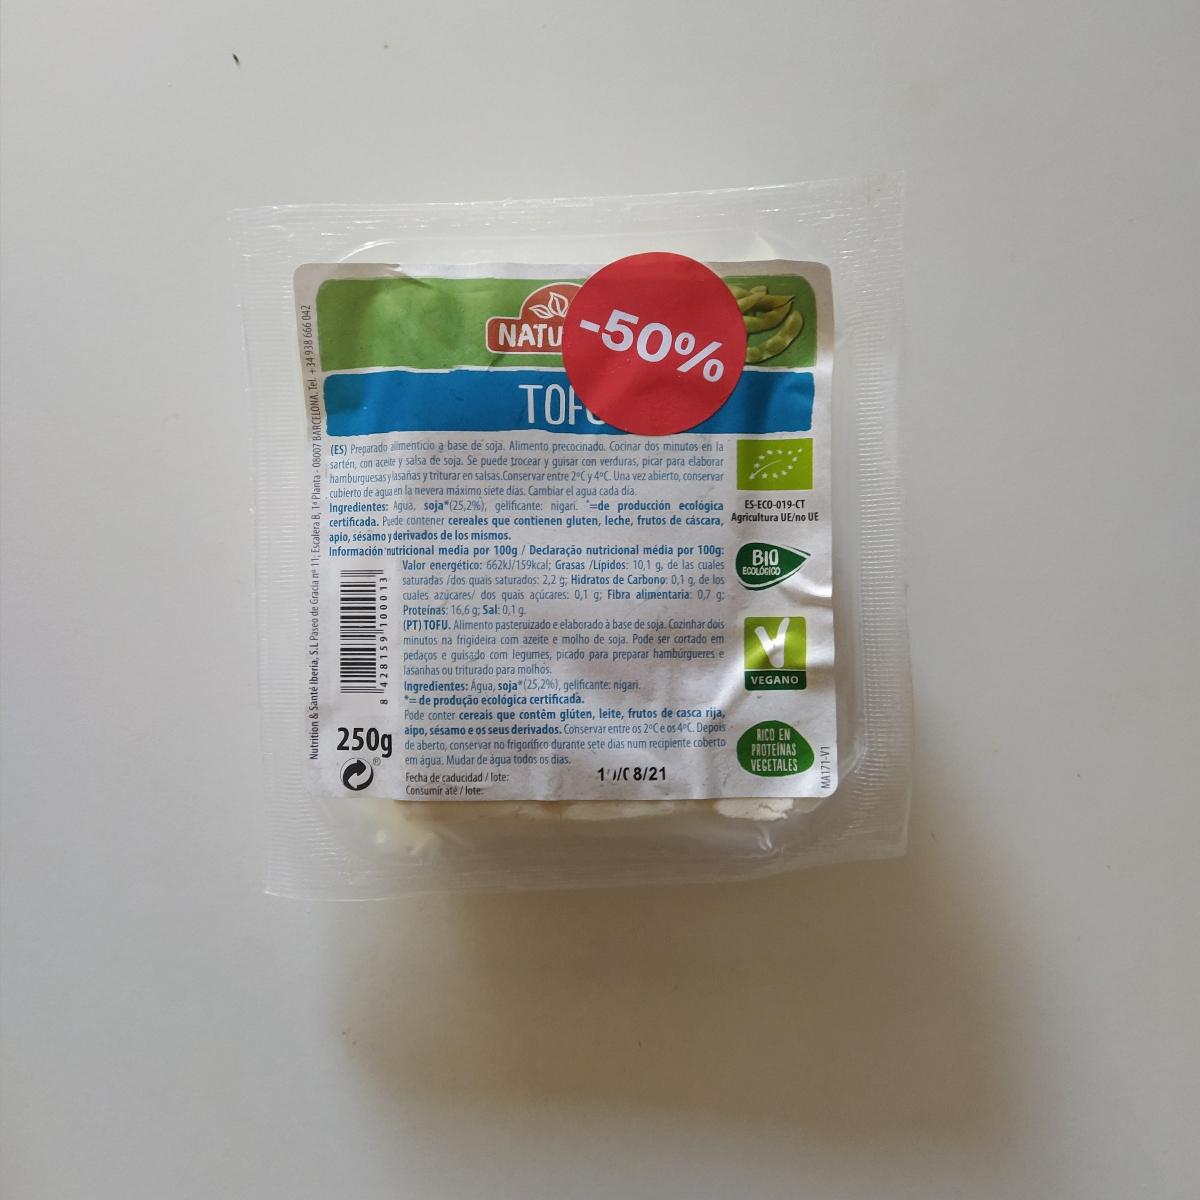 NATU
-50%
TOFU
(ES) Preparado alimenticio a base de soja. Alimento precocinado. Cocinar dos minutos en la
sartén, con aceite y salsa de soja. Se puede trocear y guisar con verduras, picar para elaborar
hamburguesas y lasañas y triturar en salsas. Conservar entre 2ºC y 4ºC. Una vez abierto, conservar
cubierto de agua en la nevera máximo siete días. Cambiar el agua cada día.
Ingredientes: Agua, soja*(25,2%), gelificante: nigari. *=de producción ecológica
certificada. Puede contener cereales que contienen gluten, leche, frutos de cáscara,
apio, sésamo y derivados de los mismos.
Información nutricional media por 100g / Declaração nutricional média por 100g:
Valor energético: 662kJ/159kcal; Grasas /Lípidos: 10,1 g, de las cuales
saturadas /dos quais saturados: 2,2 g; Hidratos de Carbono: 0,1 g, de los
cuales azúcares/ dos quais açúcares: 0,1 g; Fibra alimentaria: 0,7 g;
Proteínas: 16,6 g; Sal: 0,1 g.
(PT) TOFU. Alimento pasteruizado e elaborado à base de soja. Cozinhar dois
minutos na frigideira com azeite e molho de soja. Pode ser cortado em
pedaços e guisado com legumes, picado para preparar hambúrgueres e
lasanhas ou triturado para molhos.
Ingredientes: Água, soja*(25,2%), gelificante: nigari.
*= de produção ecológica certificada.
Pode conter cereais que contêm glúten, leite, frutos de casca rija,
aipo, sésamo e os seus derivados. Conservar entre os 2ºC e os 4ºC. Depois
de aberto, conservar no frigorífico durante sete dias num recipiente coberto
em água. Mudar de água todos os dias.
Fecha de caducidad / lote:
Consumir até / lote:
/08/21
ES-ECO-019-CT
Agricultura UE/no UE
BIO
ECOLÓGICO
VEGANO
RICO EN
PROTEÍNAS
VEGETALES
MA171-V1
8 428159 100013
250g
®
Nutrition & Santé Iberia, S.L Paseo de Gracia nº 11; Escalera B, 1ª Planta - 08007 BARCELONA. Tel. +34 938 666 042